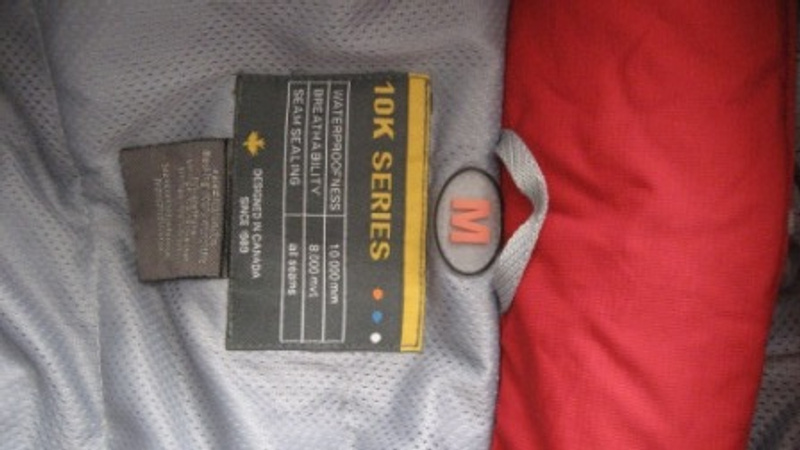 10K SERIES
WATERPROOFNESS 10 000 mm
BREATHABILITY 8 000 mvt
SEAM SEALING all seams
DESIGNED IN CANADA
SINCE 1989
M